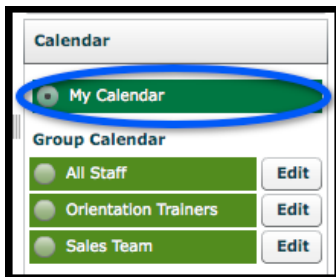 Calendar
My Calendar
Group Calendar
All Staff Edit
Orientation Trainers Edit
Sales Team Edit